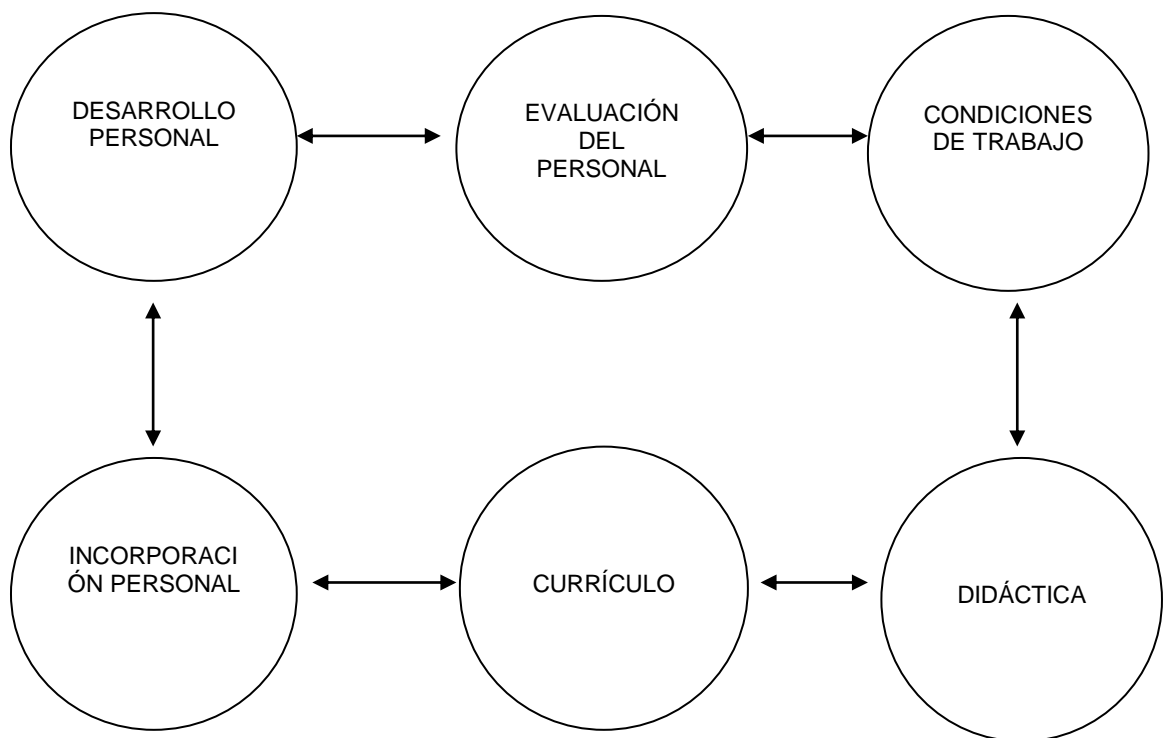 DESARROLLO
PERSONAL
EVALUACIÓN
DEL
PERSONAL
CONDICIONES
DE TRABAJO
INCORPORACI
ÓN PERSONAL
CURRÍCULO
DIDÁCTICA